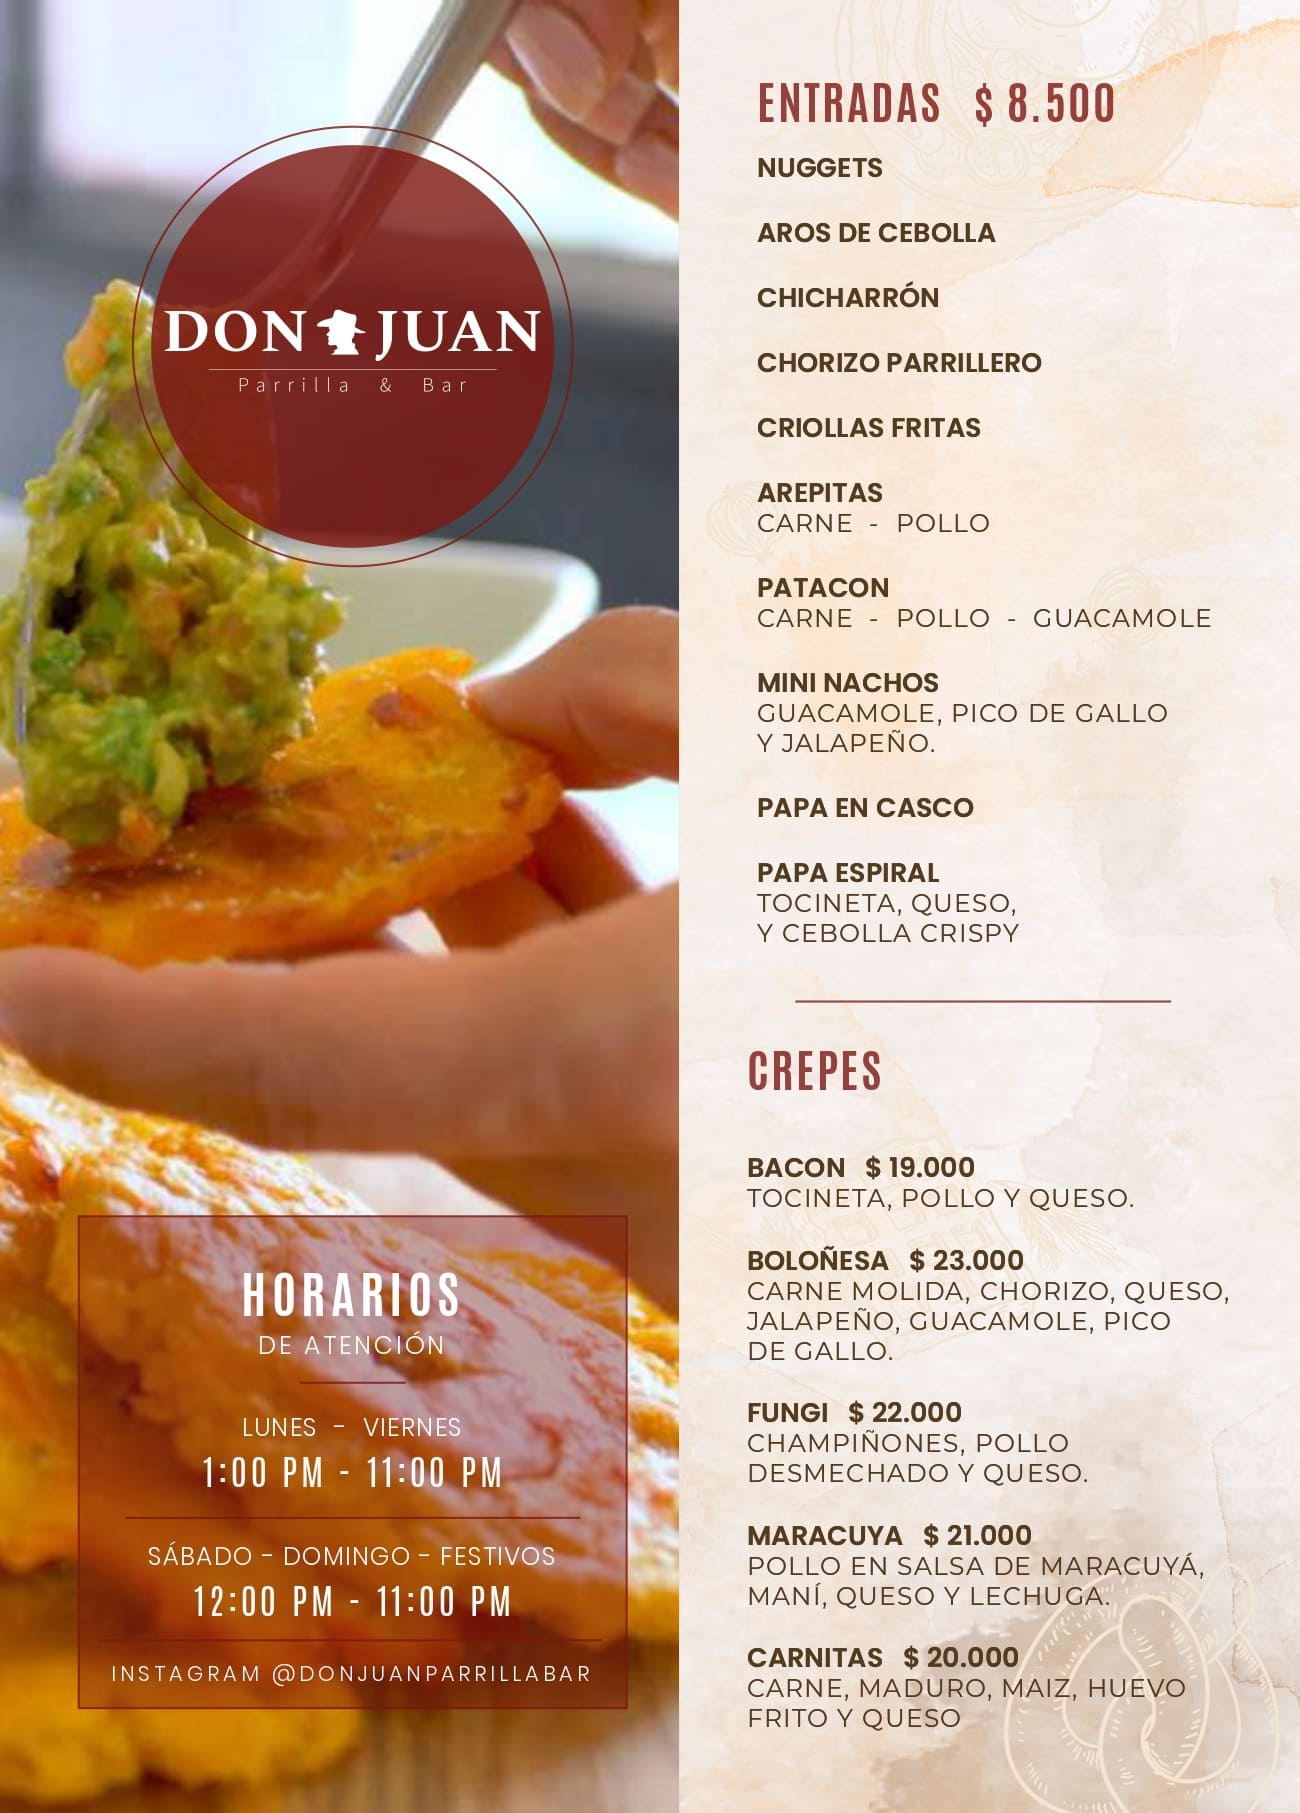 DON JUAN
Parrilla & Bar
HORARIOS
DE ATENCIÓN
LUNES - VIERNES
1:00 PM - 11:00 PM
SÁBADO - DOMINGO - FESTIVOS
12:00 PM - 11:00 PM
INSTAGRAM @DONJUANPARRILLABAR
ENTRADAS $ 8.500
NUGGETS
AROS DE CEBOLLA
CHICHARRÓN
CHORIZO PARRILLERO
CRIOLLAS FRITAS
AREPITAS
CARNE - POLLO
PATACON
CARNE - POLLO - GUACAMOLE
MINI NACHOS
GUACAMOLE, PICO DE GALLO
Y JALAPEÑO.
PAPA EN CASCO
PAPA ESPIRAL
TOCINETA, QUESO,
Y CEBOLLA CRISPY
CREPES
BACON $ 19.000
TOCINETA, POLLO Y QUESO.
BOLOÑESA $ 23.000
CARNE MOLIDA, CHORIZO, QUESO,
JALAPEÑO, GUACAMOLE, PICO
DE GALLO.
FUNGI $ 22.000
CHAMPIÑONES, POLLO
DESMECHADO Y QUESO.
MARACUYA $ 21.000
POLLO EN SALSA DE MARACUYÁ,
MANÍ, QUESO Y LECHUGA.
CARNITAS $ 20.000
CARNE, MADURO, MAIZ, HUEVO
FRITO Y QUESO